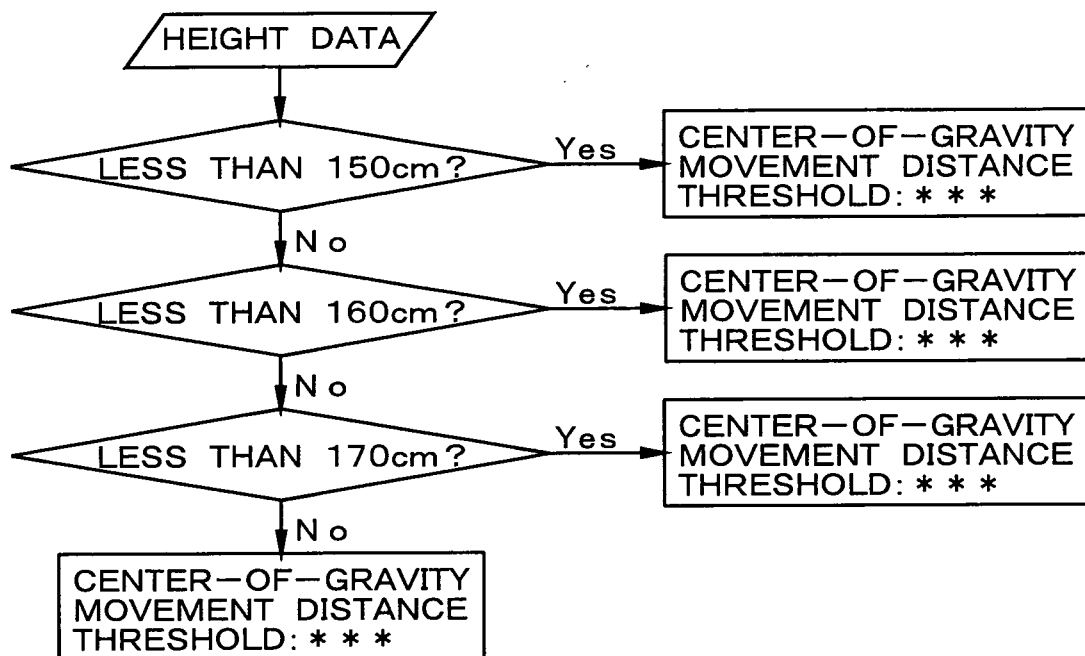 HEIGHT DATA
LESS THAN 150cm?
Yes
CENTER-OF-GRAVITY
MOVEMENT DISTANCE
THRESHOLD: * * *
No
LESS THAN 160cm?
Yes
CENTER-OF-GRAVITY
MOVEMENT DISTANCE
THRESHOLD: * * *
No
LESS THAN 170cm?
Yes
CENTER-OF-GRAVITY
MOVEMENT DISTANCE
THRESHOLD: * * *
No
CENTER-OF-GRAVITY
MOVEMENT DISTANCE
THRESHOLD: * * *